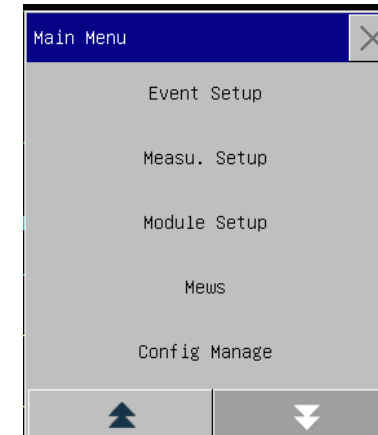 Main Menu
Event Setup
Measu. Setup
Module Setup
Mews
Config Manage